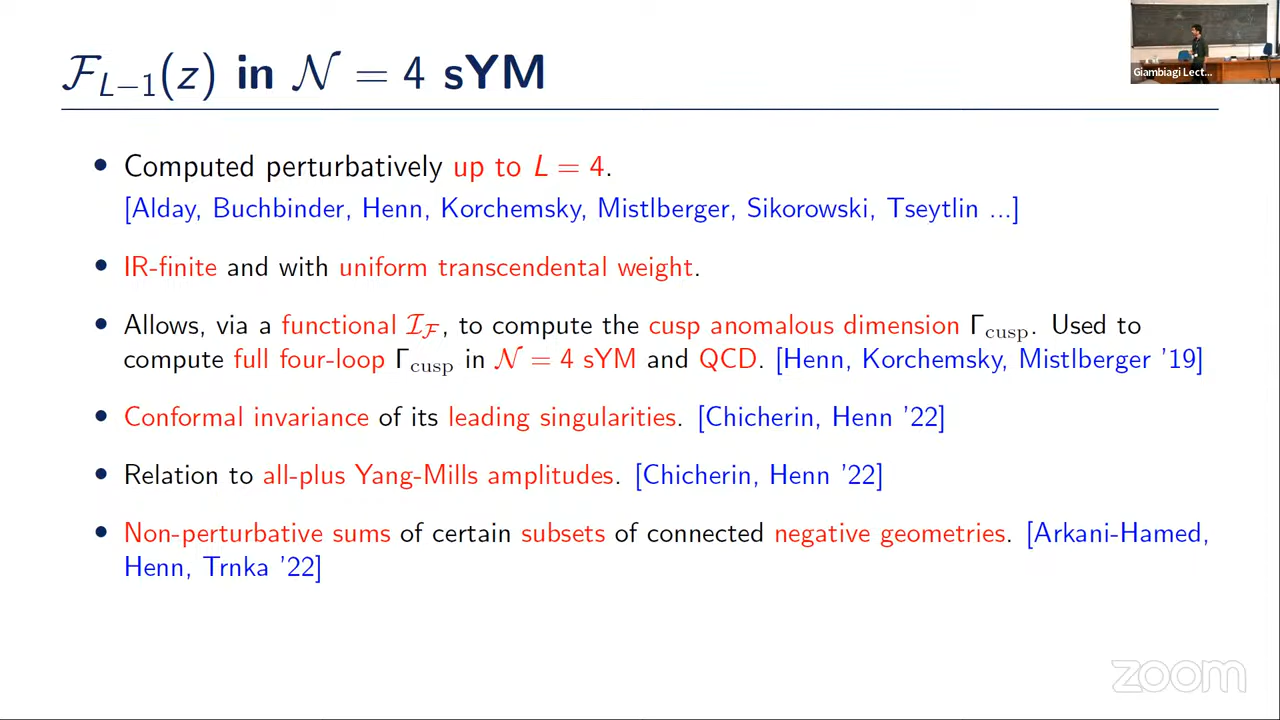 Giambiagi Lect...
𝓕_{L−1}(z) in 𝒩 = 4 sYM
• Computed perturbatively up to L = 4.
[Alday, Buchbinder, Henn, Korchemsky, Mistlberger, Sikorowski, Tseytlin ...]
• IR-finite and with uniform transcendental weight.
• Allows, via a functional 𝓘_𝓕, to compute the cusp anomalous dimension Γ_cusp. Used to
compute full four-loop Γ_cusp in 𝒩 = 4 sYM and QCD. [Henn, Korchemsky, Mistlberger '19]
• Conformal invariance of its leading singularities. [Chicherin, Henn '22]
• Relation to all-plus Yang-Mills amplitudes. [Chicherin, Henn '22]
• Non-perturbative sums of certain subsets of connected negative geometries. [Arkani-Hamed,
Henn, Trnka '22]
zoom